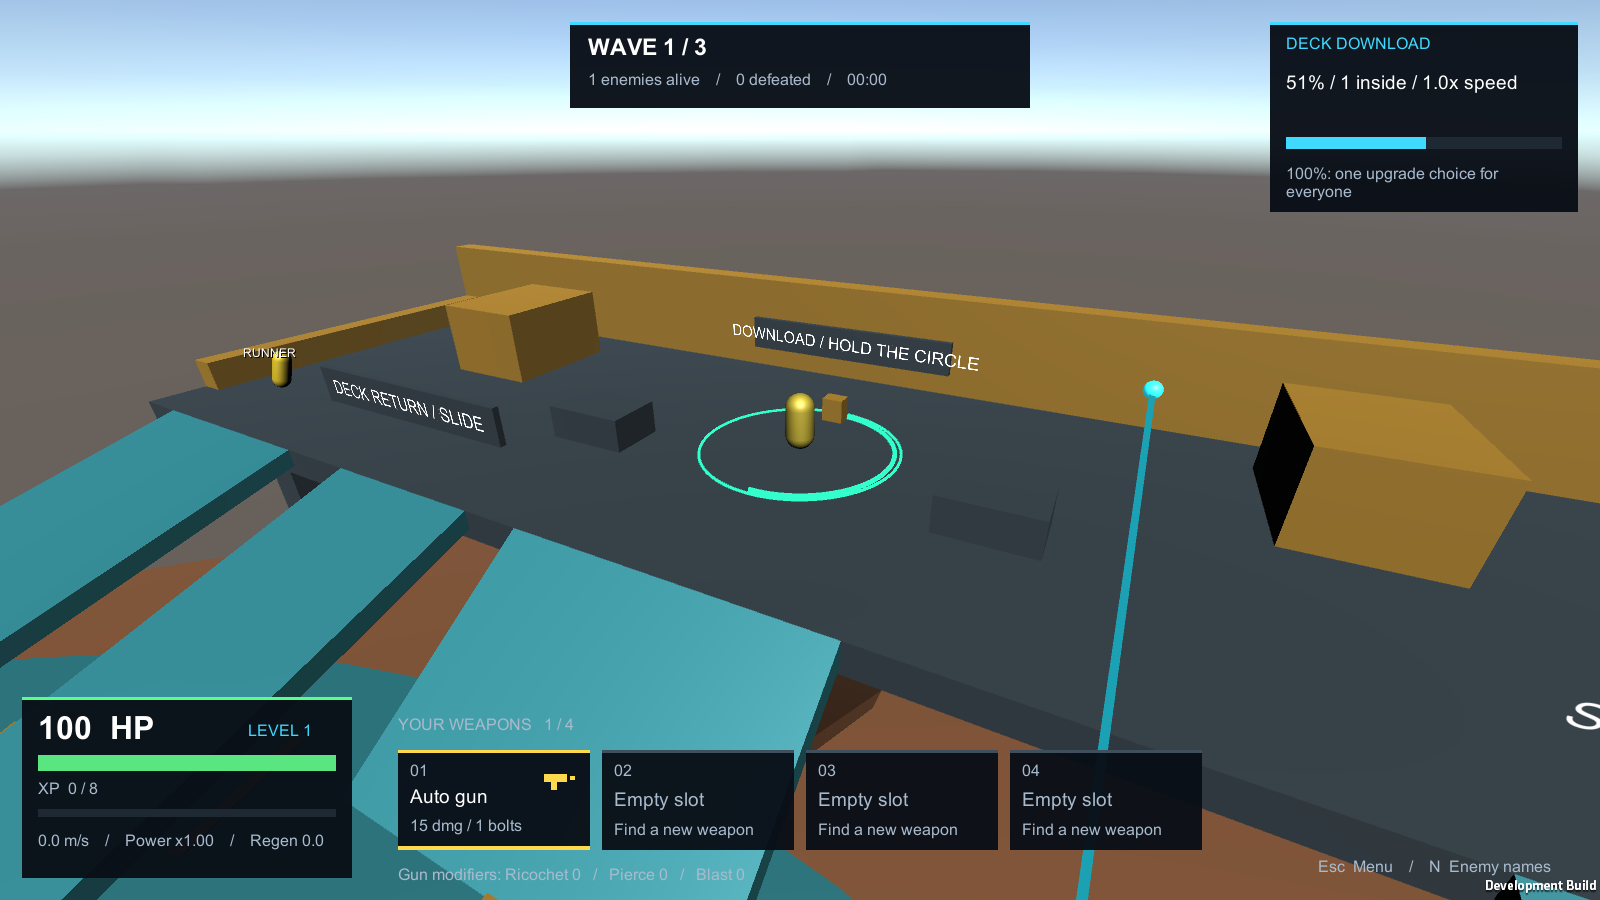 WAVE 1 / 3
1 enemies alive / 0 defeated / 00:00
DECK DOWNLOAD
51% / 1 inside / 1.0x speed
100%: one upgrade choice for
everyone
RUNNER
DOWNLOAD / HOLD THE CIRCLE
DECK RETURN / SLIDE
S
100 HP
LEVEL 1
XP 0 / 8
0.0 m/s / Power x1.00 / Regen 0.0
YOUR WEAPONS 1 / 4
01
Auto gun
15 dmg / 1 bolts
02
Empty slot
Find a new weapon
03
Empty slot
Find a new weapon
04
Empty slot
Find a new weapon
Gun modifiers: Ricochet 0 / Pierce 0 / Blast 0
Esc Menu / N Enemy names
Development Build